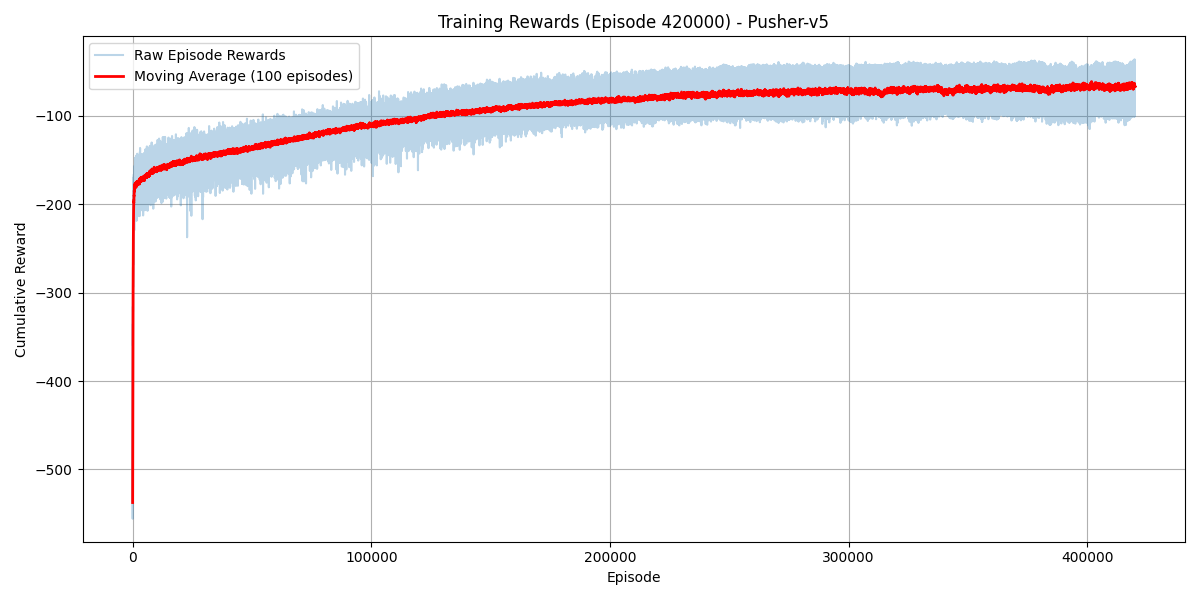 Training Rewards (Episode 420000) - Pusher-v5
Raw Episode Rewards
Moving Average (100 episodes)
−100
−200
−300
−400
−500
Cumulative Reward
0
100000
200000
300000
400000
Episode